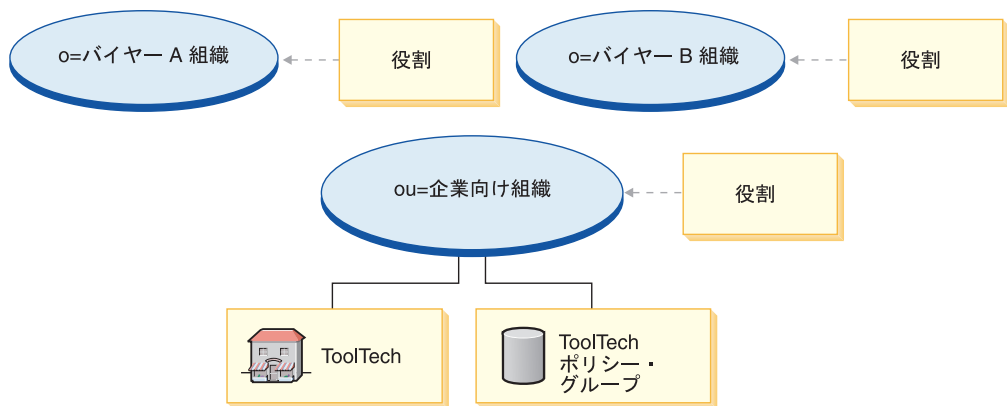 o=バイヤー A 組織
役割
o=バイヤー B 組織
役割
ou=企業向け組織
役割
ToolTech
ToolTech
ポリシー・
グループ